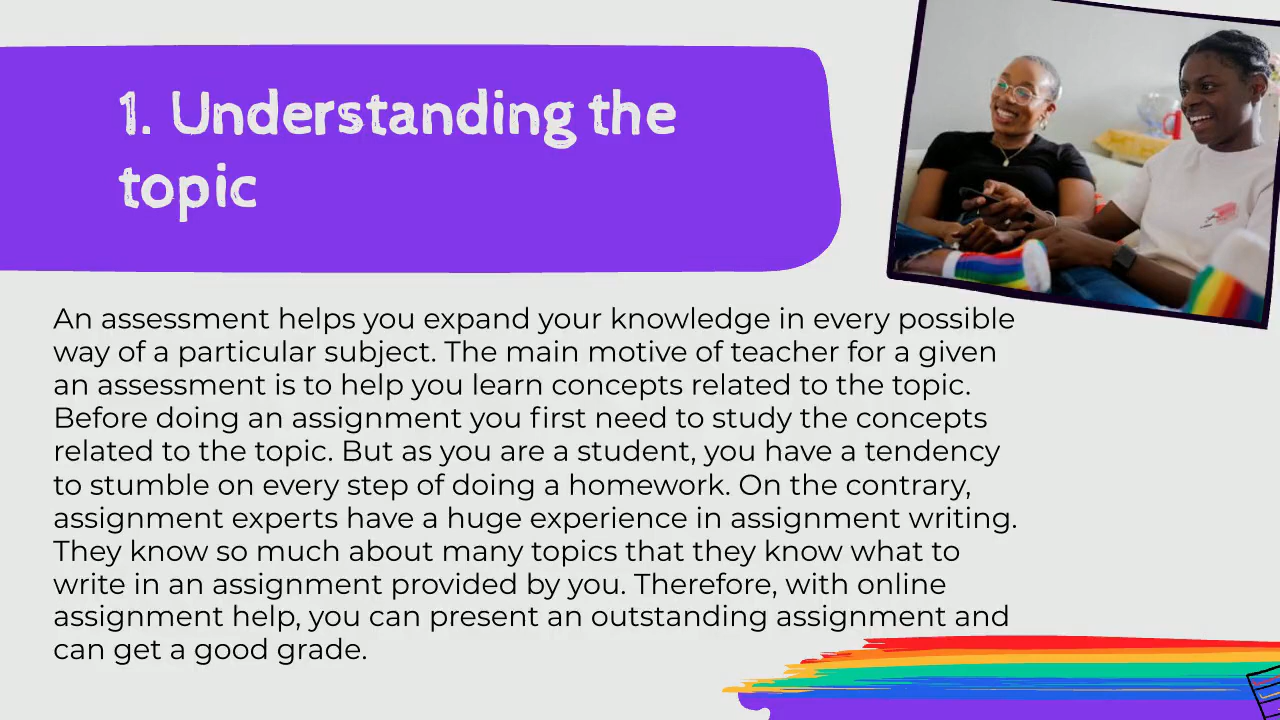 1. Understanding the
topic
An assessment helps you expand your knowledge in every possible
way of a particular subject. The main motive of teacher for a given
an assessment is to help you learn concepts related to the topic.
Before doing an assignment you first need to study the concepts
related to the topic. But as you are a student, you have a tendency
to stumble on every step of doing a homework. On the contrary,
assignment experts have a huge experience in assignment writing.
They know so much about many topics that they know what to
write in an assignment provided by you. Therefore, with online
assignment help, you can present an outstanding assignment and
can get a good grade.